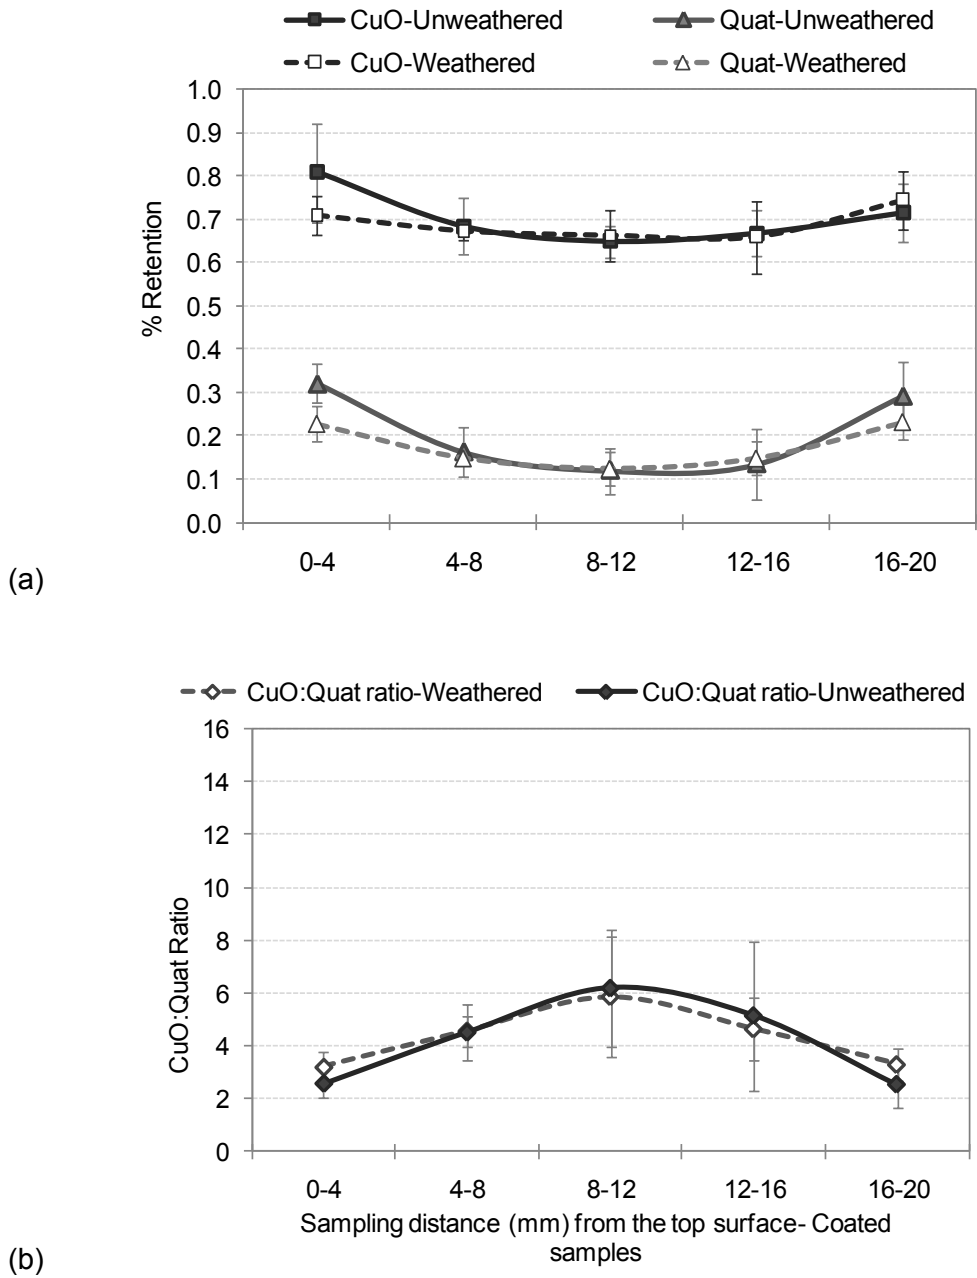 CuO-Unweathered Quat-Unweathered
CuO-Weathered Quat-Weathered
1.0
0.9
0.8
0.7
0.6
0.5
0.4
0.3
0.2
0.1
0.0
% Retention
0-4 4-8 8-12 12-16 16-20
(a)
CuO:Quat ratio-Weathered CuO:Quat ratio-Unweathered
16
14
12
10
8
6
4
2
0
CuO:Quat Ratio
0-4 4-8 8-12 12-16 16-20
Sampling distance (mm) from the top surface- Coated
samples
(b)